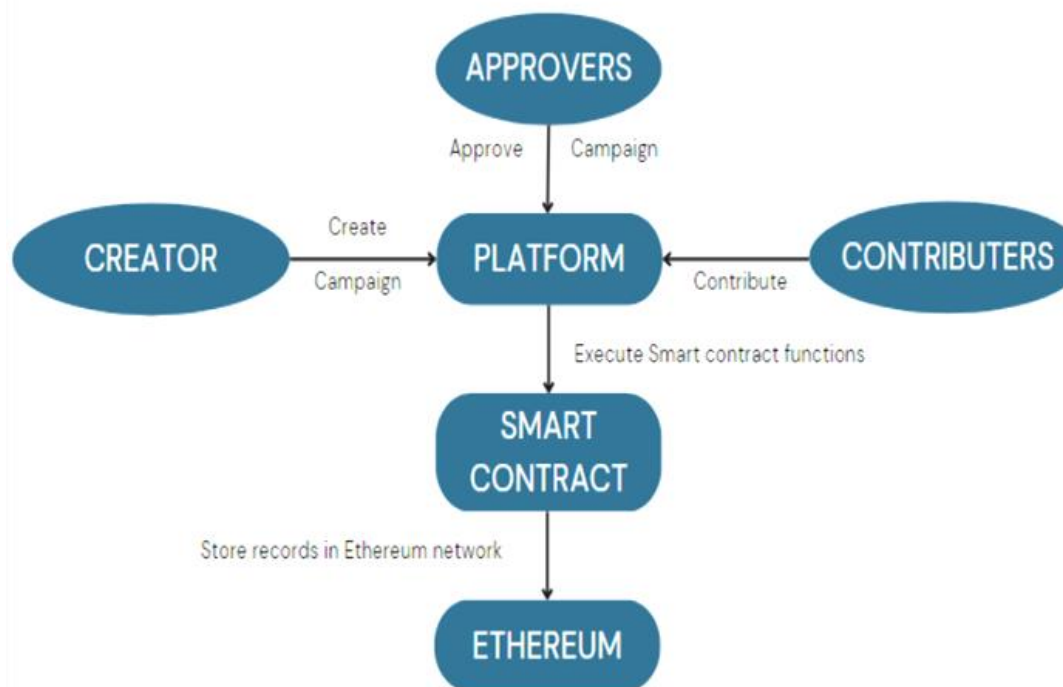 APPROVERS
Approve Campaign
Create
CREATOR
PLATFORM
CONTRIBUTERS
Campaign
Contribute
Execute Smart contract functions
SMART
CONTRACT
Store records in Ethereum network
ETHEREUM